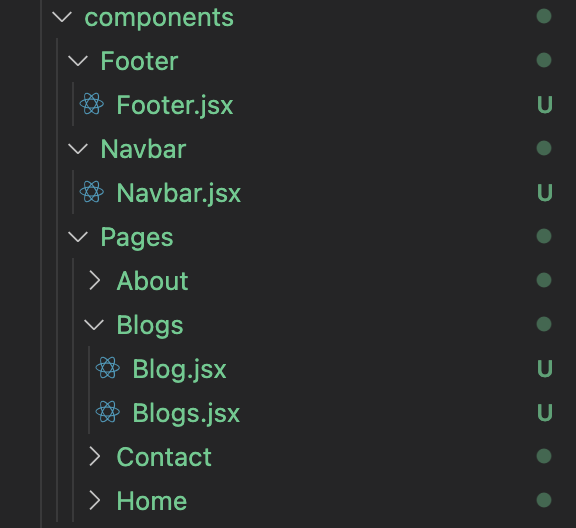 components
Footer
Footer.jsx U
Navbar
Navbar.jsx U
Pages
About
Blogs
Blog.jsx U
Blogs.jsx U
Contact
Home